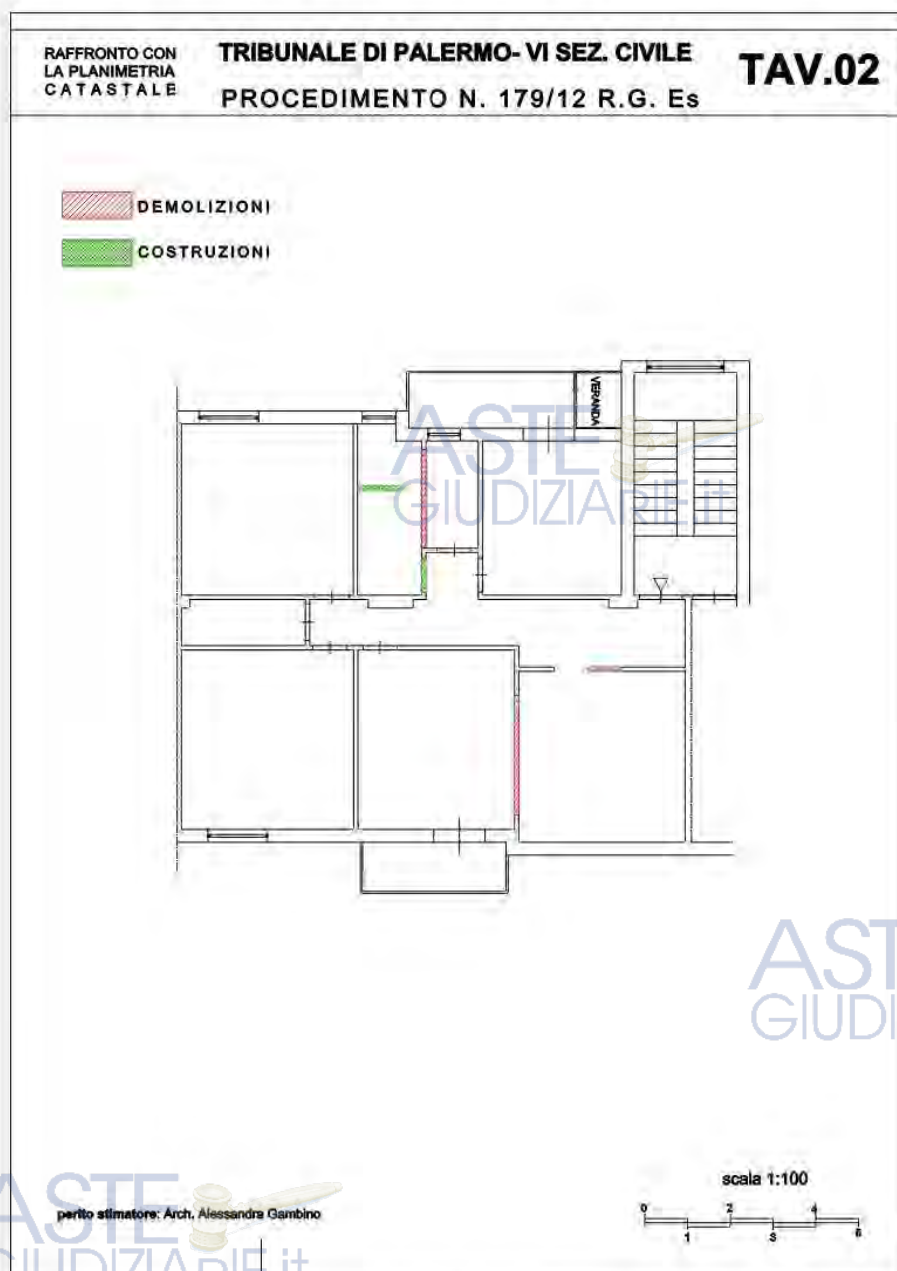 RAFFRONTO CON
LA PLANIMETRIA
CATASTALE
TRIBUNALE DI PALERMO- VI SEZ. CIVILE
PROCEDIMENTO N. 179/12 R.G. Es
TAV.02
DEMOLIZIONI
COSTRUZIONI
VERANDA
ASTE
GIUDIZIARIE.it
AST
GIUDI
scala 1:100
0 2 4
1 3 5
ASTE
GIUDIZIARIE.it
perito stimatore: Arch. Alessandra Gambino